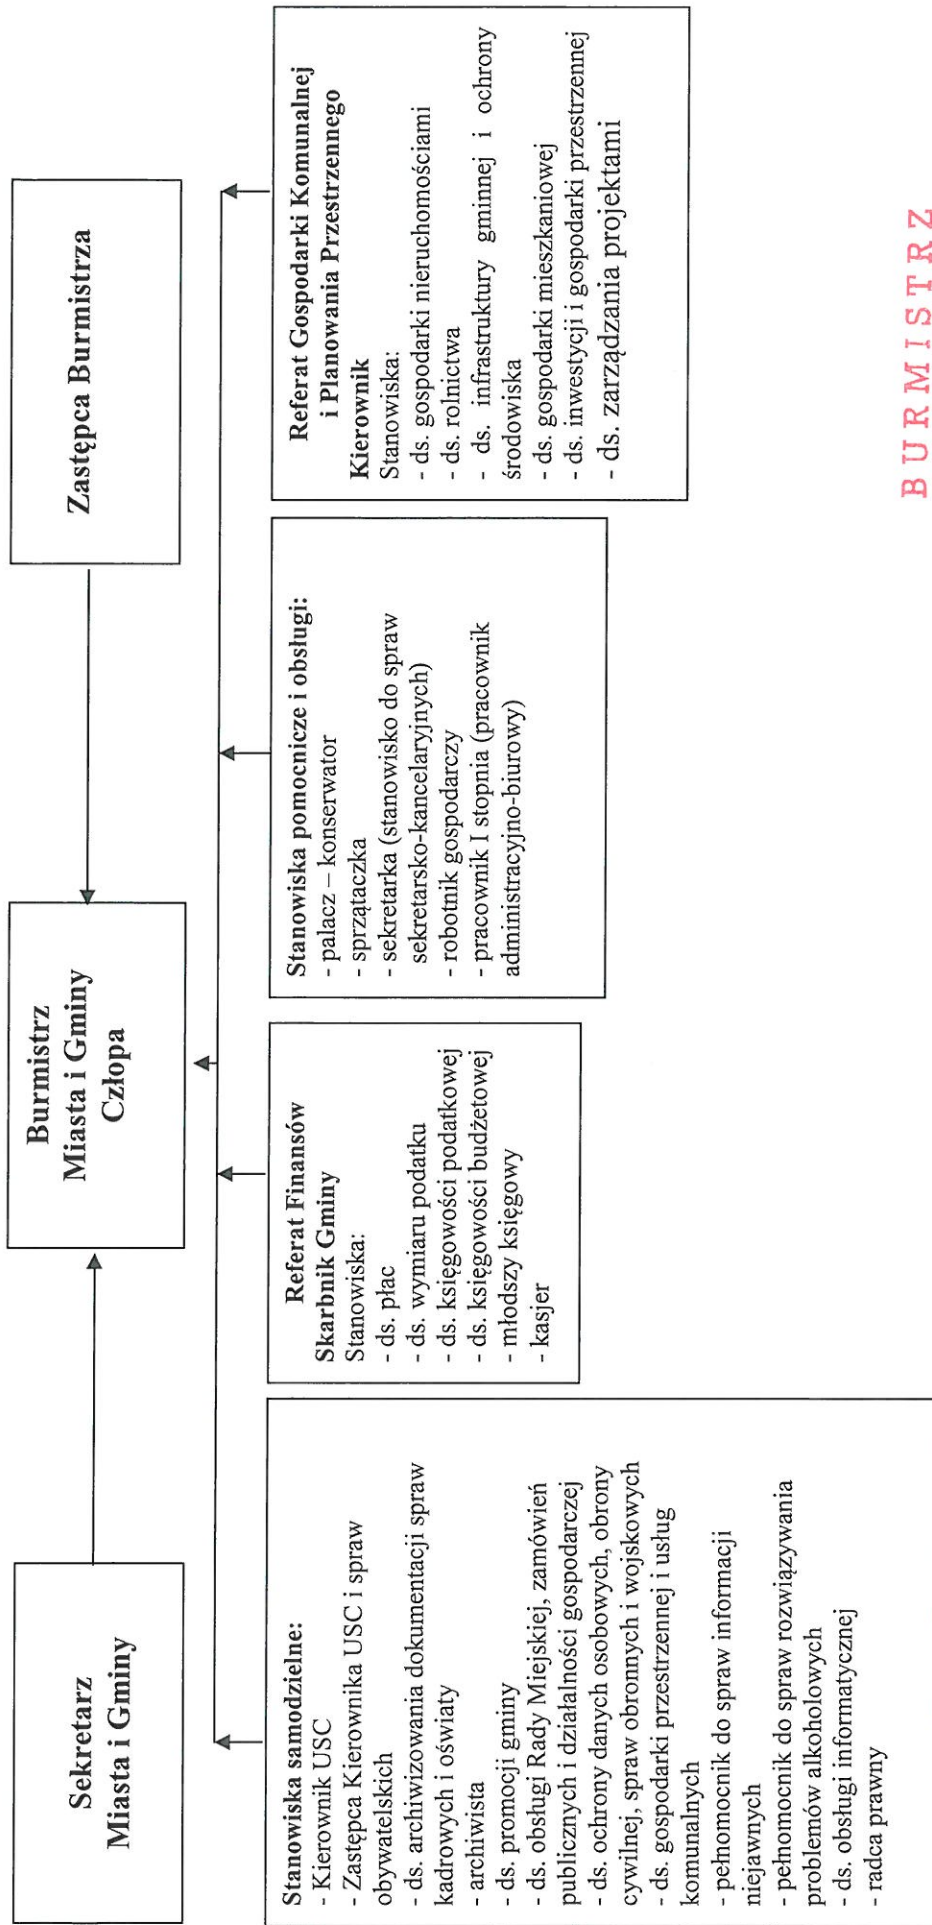 Sekretarz
Miasta i Gminy
Burmistrz
Miasta i Gminy
Człopa
Zastępca Burmistrza
Stanowiska samodzielne:
- Kierownik USC
- Zastępca Kierownika USC i spraw
obywatelskich
- ds. archiwizowania dokumentacji spraw
kadrowych i oświaty
- archiwista
- ds. promocji gminy
- ds. obsługi Rady Miejskiej, zamówień
publicznych i działalności gospodarczej
- ds. ochrony danych osobowych, obrony
cywilnej, spraw obronnych i wojskowych
- ds. gospodarki przestrzennej i usług
komunalnych
- pełnomocnik do spraw informacji
niejawnych
- pełnomocnik do spraw rozwiązywania
problemów alkoholowych
- ds. obsługi informatycznej
- radca prawny
Referat Finansów
Skarbnik Gminy
Stanowiska:
- ds. płac
- ds. wymiaru podatku
- ds. księgowości podatkowej
- ds. księgowości budżetowej
- młodszy księgowy
- kasjer
Stanowiska pomocnicze i obsługi:
- palacz – konserwator
- sprzątaczka
- sekretarka (stanowisko do spraw
sekretarsko-kancelaryjnych)
- robotnik gospodarczy
- pracownik I stopnia (pracownik
administracyjno-biurowy)
Referat Gospodarki Komunalnej
i Planowania Przestrzennego
Kierownik
Stanowiska:
- ds. gospodarki nieruchomościami
- ds. rolnictwa
- ds. infrastruktury gminnej i ochrony
środowiska
- ds. gospodarki mieszkaniowej
- ds. inwestycji i gospodarki przestrzennej
- ds. zarządzania projektami
BURMISTRZ